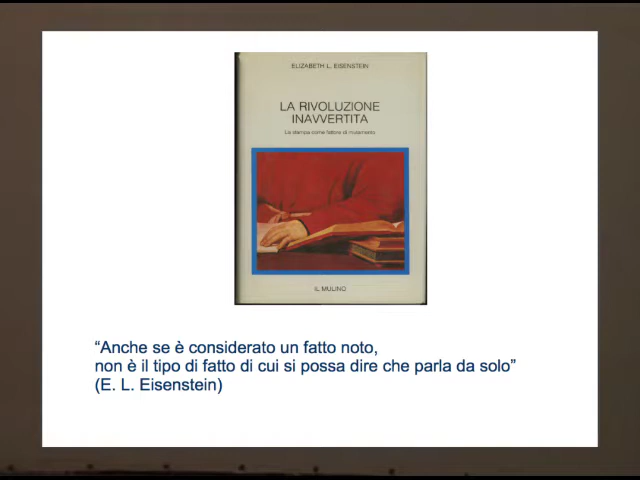 ELIZABETH L. EISENSTEIN
LA RIVOLUZIONE
INAVVERTITA
La stampa come fattore di mutamento
IL MULINO
“Anche se è considerato un fatto noto,
non è il tipo di fatto di cui si possa dire che parla da solo”
(E. L. Eisenstein)